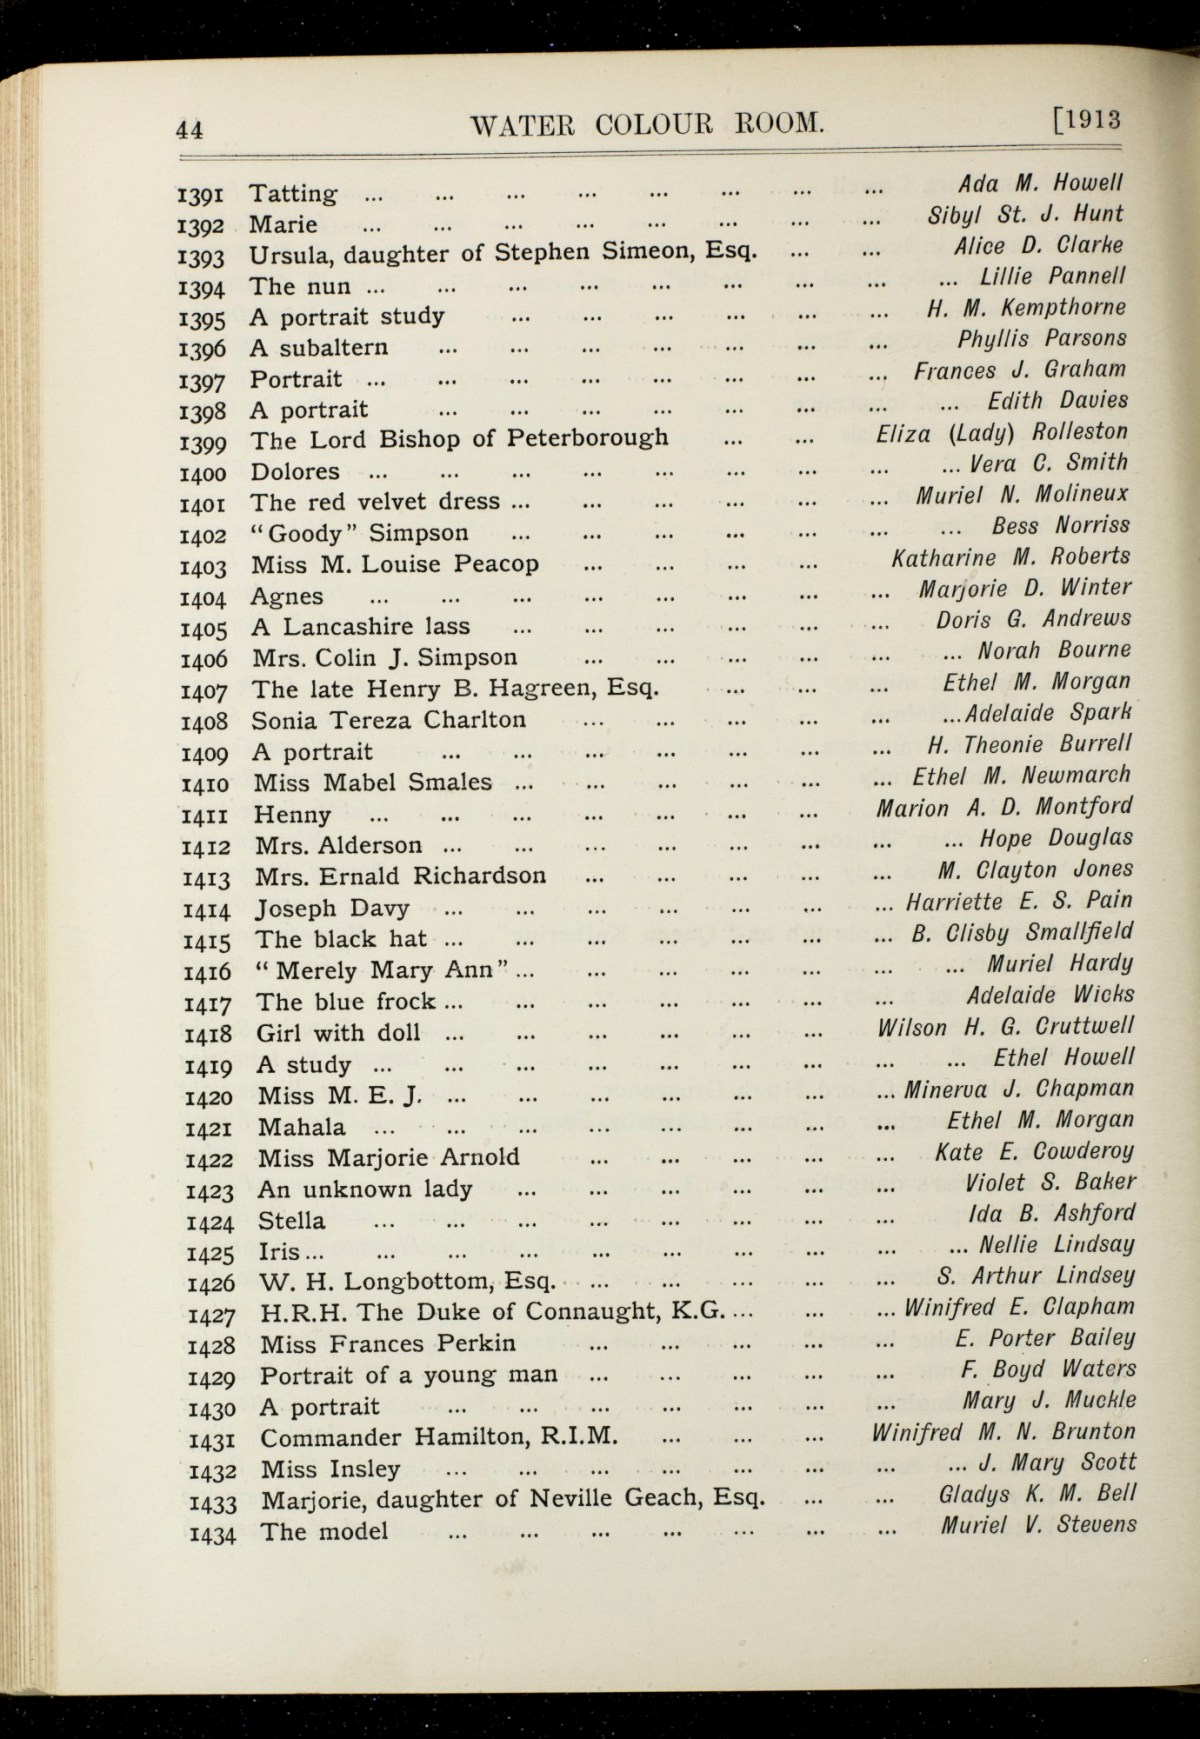 44 WATER COLOUR ROOM. [1913
1391 Tatting ... ... ... ... ... ... ... ... Ada M. Howell
1392 Marie ... ... ... ... ... ... ... ... Sibyl St. J. Hunt
1393 Ursula, daughter of Stephen Simeon, Esq. ... ... Alice D. Clarke
1394 The nun ... ... ... ... ... ... ... ... ... Lillie Pannell
1395 A portrait study ... ... ... ... ... ... H. M. Kempthorne
1396 A subaltern ... ... ... ... ... ... ... Phyllis Parsons
1397 Portrait ... ... ... ... ... ... ... ... Frances J. Graham
1398 A portrait ... ... ... ... ... ... ... ... Edith Davies
1399 The Lord Bishop of Peterborough ... ... Eliza (Lady) Rolleston
1400 Dolores ... ... ... ... ... ... ... ... ... Vera C. Smith
1401 The red velvet dress ... ... ... ... ... ... Muriel N. Molineux
1402 "Goody" Simpson ... ... ... ... ... ... ... Bess Norriss
1403 Miss M. Louise Peacop ... ... ... ... Katharine M. Roberts
1404 Agnes ... ... ... ... ... ... ... ... Marjorie D. Winter
1405 A Lancashire lass ... ... ... ... ... ... Doris G. Andrews
1406 Mrs. Colin J. Simpson ... ... ... ... ... ... Norah Bourne
1407 The late Henry B. Hagreen, Esq. ... ... ... Ethel M. Morgan
1408 Sonia Tereza Charlton ... ... ... ... ... ...Adelaide Spark
1409 A portrait ... ... ... ... ... ... ... H. Theonie Burrell
1410 Miss Mabel Smales ... ... ... ... ... ... Ethel M. Newmarch
1411 Henny ... ... ... ... ... ... ... Marion A. D. Montford
1412 Mrs. Alderson ... ... ... ... ... ... ... ... Hope Douglas
1413 Mrs. Ernald Richardson ... ... ... ... ... M. Clayton Jones
1414 Joseph Davy ... ... ... ... ... ... ... Harriette E. S. Pain
1415 The black hat ... ... ... ... ... ... ... B. Clisby Smallfield
1416 "Merely Mary Ann" ... ... ... ... ... ... ... Muriel Hardy
1417 The blue frock ... ... ... ... ... ... ... Adelaide Wicks
1418 Girl with doll ... ... ... ... ... ... Wilson H. G. Cruttwell
1419 A study ... ... ... ... ... ... ... ... ... Ethel Howell
1420 Miss M. E. J. ... ... ... ... ... ... ... Minerva J. Chapman
1421 Mahala ... ... ... ... ... ... ... ... Ethel M. Morgan
1422 Miss Marjorie Arnold ... ... ... ... ... Kate E. Cowderoy
1423 An unknown lady ... ... ... ... ... ... Violet S. Baker
1424 Stella ... ... ... ... ... ... ... ... Ida B. Ashford
1425 Iris ... ... ... ... ... ... ... ... ... ... Nellie Lindsay
1426 W. H. Longbottom, Esq. ... ... ... ... ... S. Arthur Lindsey
1427 H.R.H. The Duke of Connaught, K.G. ... ... ... Winifred E. Clapham
1428 Miss Frances Perkin ... ... ... ... ... E. Porter Bailey
1429 Portrait of a young man ... ... ... ... ... F. Boyd Waters
1430 A portrait ... ... ... ... ... ... ... Mary J. Muckle
1431 Commander Hamilton, R.I.M. ... ... ... Winifred M. N. Brunton
1432 Miss Insley ... ... ... ... ... ... ... ... J. Mary Scott
1433 Marjorie, daughter of Neville Geach, Esq. ... ... Gladys K. M. Bell
1434 The model ... ... ... ... ... ... ... Muriel V. Stevens